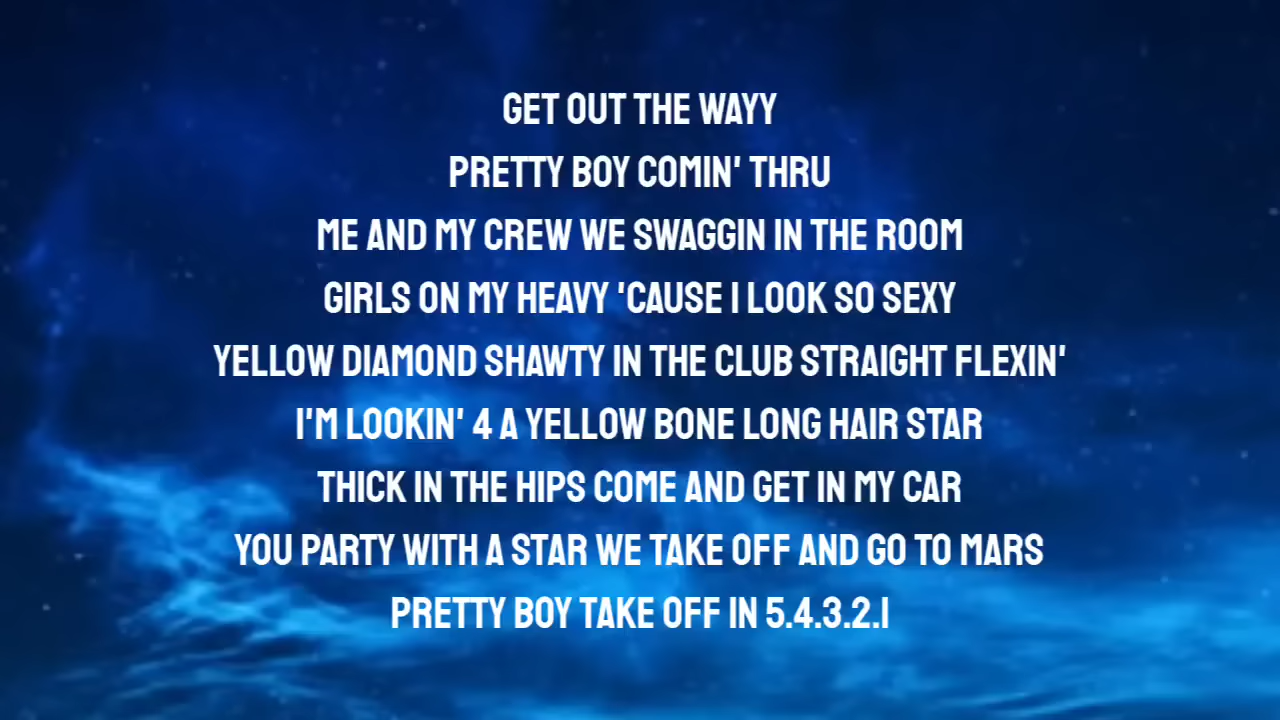 GET OUT THE WAYY
PRETTY BOY COMIN' THRU
ME AND MY CREW WE SWAGGIN IN THE ROOM
GIRLS ON MY HEAVY 'CAUSE I LOOK SO SEXY
YELLOW DIAMOND SHAWTY IN THE CLUB STRAIGHT FLEXIN'
I'M LOOKIN' 4 A YELLOW BONE LONG HAIR STAR
THICK IN THE HIPS COME AND GET IN MY CAR
YOU PARTY WITH A STAR WE TAKE OFF AND GO TO MARS
PRETTY BOY TAKE OFF IN 5.4.3.2.1